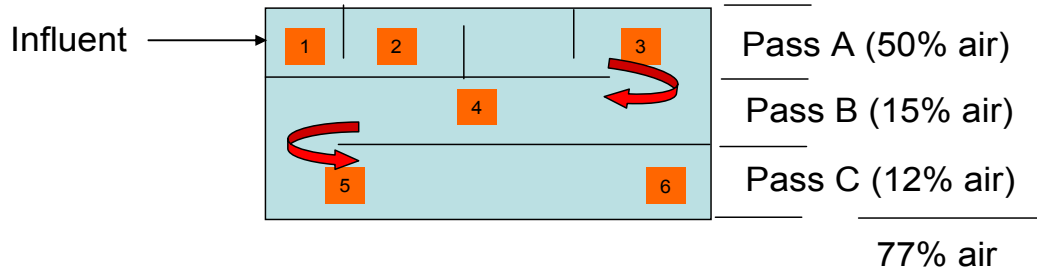 Influent
1
2
3
Pass A (50% air)
4
Pass B (15% air)
5
6
Pass C (12% air)
77% air